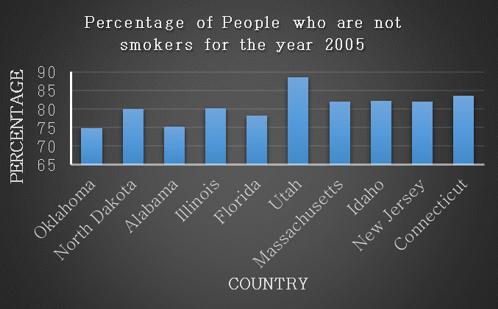 Percentage of People who are not
smokers for the year 2005
PERCENTAGE
90
85
80
75
70
65
Oklahoma
North Dakota
Alabama
Illinois
Florida
Utah
Massachusetts
Idaho
New Jersey
Connecticut
COUNTRY